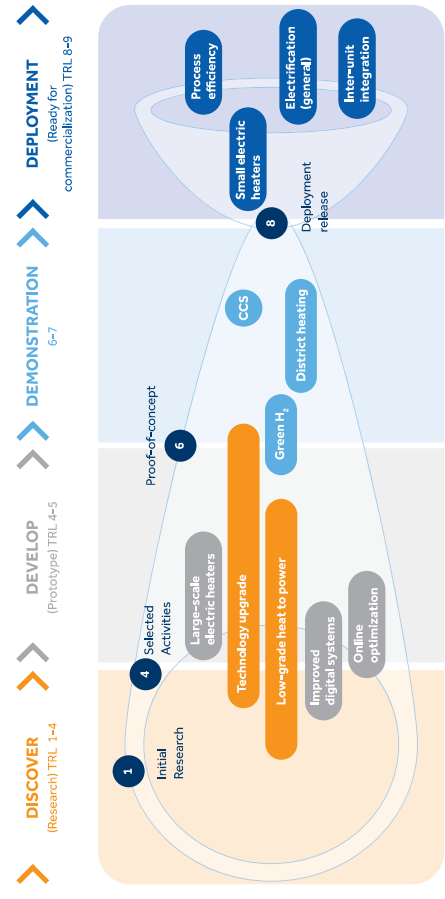 DISCOVER
(Research) TRL 1–4
DEVELOP
(Prototype) TRL 4–5
DEMONSTRATION
6–7
DEPLOYMENT
(Ready for
commercialization) TRL 8–9
1
Initial
Research
4
Selected
Activities
6
Proof-of-concept
8
Deployment
release
Large-scale
electric heaters
Technology upgrade
Low-grade heat to power
Improved
digital systems
Online
optimization
CCS
Green H₂
District heating
Process
efficiency
Small electric
heaters
Electrification
(general)
Inter-unit
integration